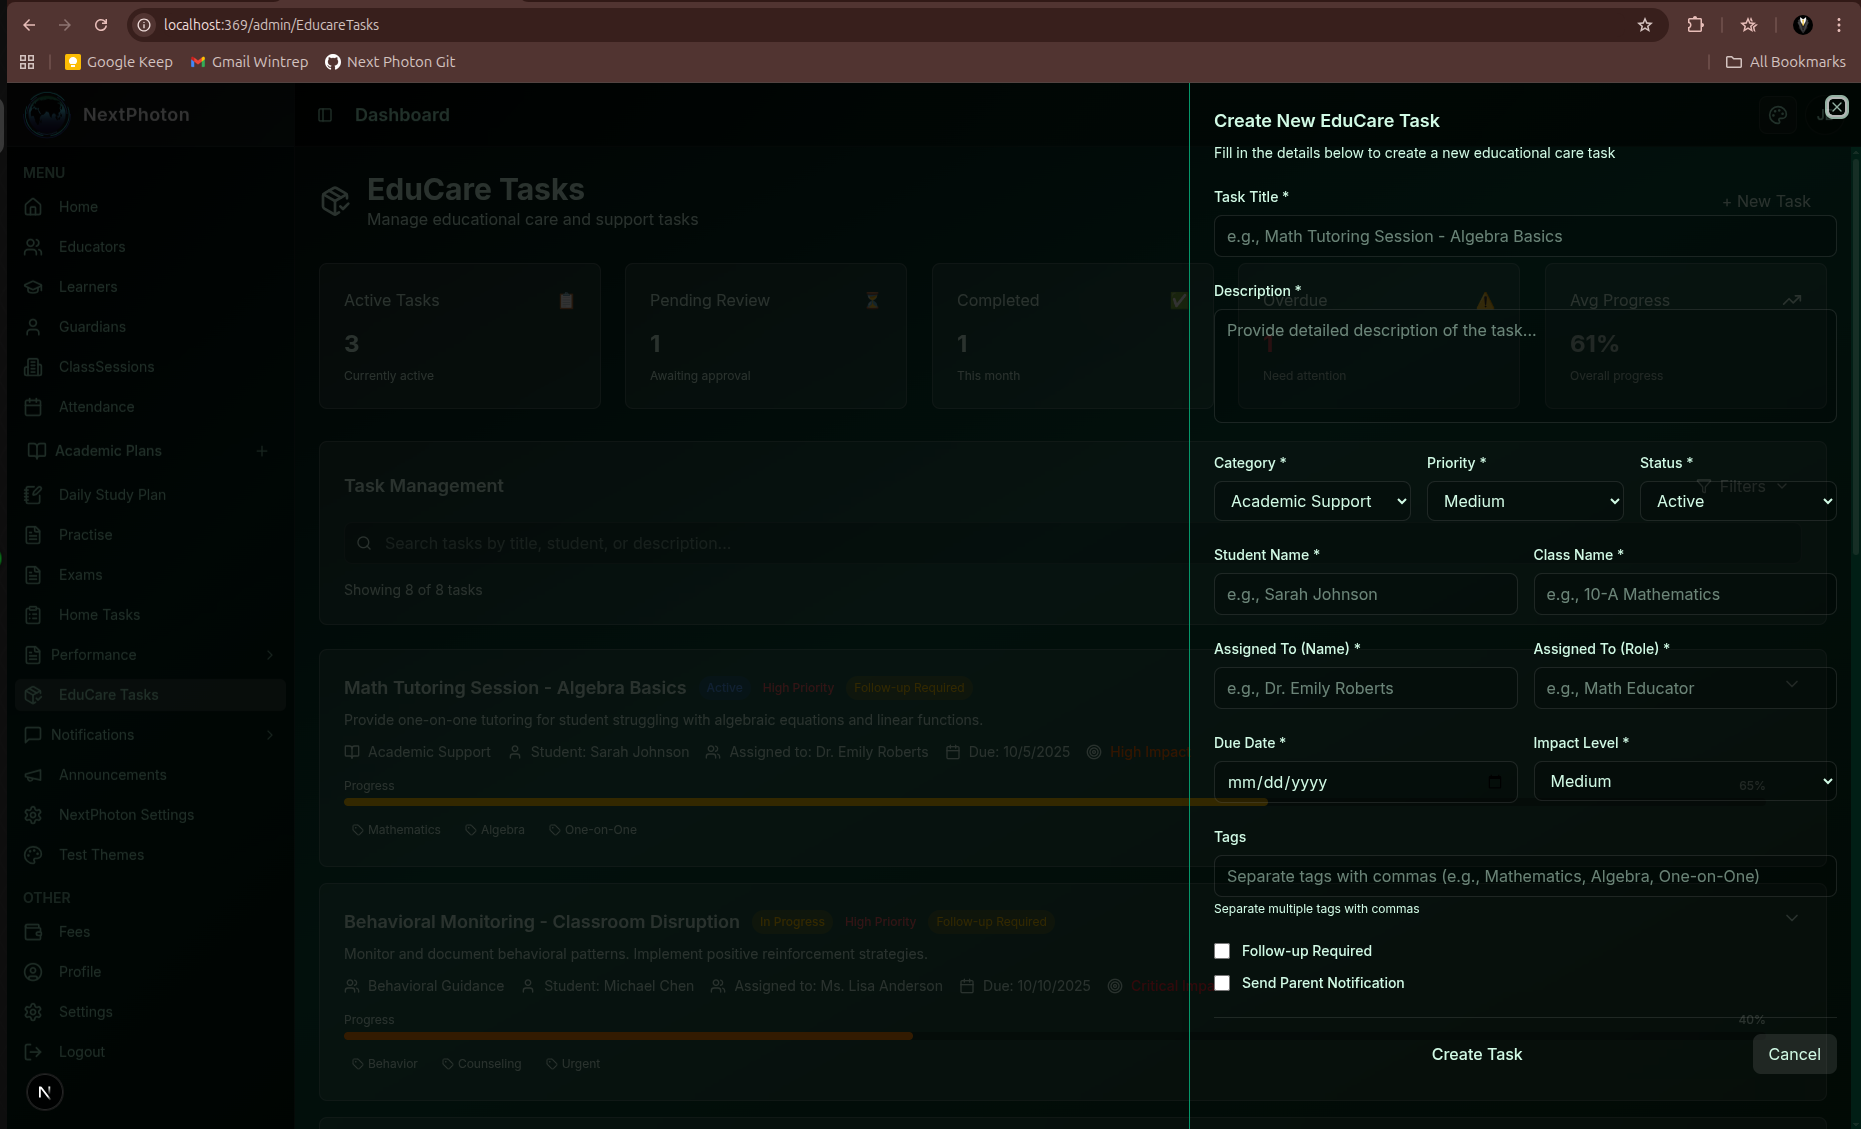 localhost:369/admin/EducareTasks
Google Keep
Gmail Wintrep
Next Photon Git
All Bookmarks
NextPhoton
Dashboard
MENU
Home
Educators
Learners
Guardians
ClassSessions
Attendance
Academic Plans
Daily Study Plan
Practise
Exams
Home Tasks
Performance
EduCare Tasks
Notifications
Announcements
NextPhoton Settings
Test Themes
OTHER
Fees
Profile
Settings
Logout
N
EduCare Tasks
Manage educational care and support tasks
+ New Task
Active Tasks
3
Currently active
Pending Review
1
Awaiting approval
Completed
1
This month
Overdue
1
Need attention
Avg Progress
61%
Overall progress
Task Management
Filters
Search tasks by title, student, or description...
Showing 8 of 8 tasks
Math Tutoring Session - Algebra Basics Active High Priority Follow-up Required
Provide one-on-one tutoring for student struggling with algebraic equations and linear functions.
Academic Support Student: Sarah Johnson Assigned to: Dr. Emily Roberts Due: 10/5/2025 High Impact
Progress 65%
Mathematics Algebra One-on-One
Behavioral Monitoring - Classroom Disruption In Progress High Priority Follow-up Required
Monitor and document behavioral patterns. Implement positive reinforcement strategies.
Behavioral Guidance Student: Michael Chen Assigned to: Ms. Lisa Anderson Due: 10/10/2025 Critical
Progress 40%
Behavior Counseling Urgent
Create New EduCare Task
Fill in the details below to create a new educational care task
Task Title *
e.g., Math Tutoring Session - Algebra Basics
Description *
Provide detailed description of the task...
Category * Priority * Status *
Academic Support Medium Active
Student Name * Class Name *
e.g., Sarah Johnson e.g., 10-A Mathematics
Assigned To (Name) * Assigned To (Role) *
e.g., Dr. Emily Roberts e.g., Math Educator
Due Date * Impact Level *
mm/dd/yyyy Medium
Tags
Separate tags with commas (e.g., Mathematics, Algebra, One-on-One)
Separate multiple tags with commas
Follow-up Required
Send Parent Notification
Create Task Cancel